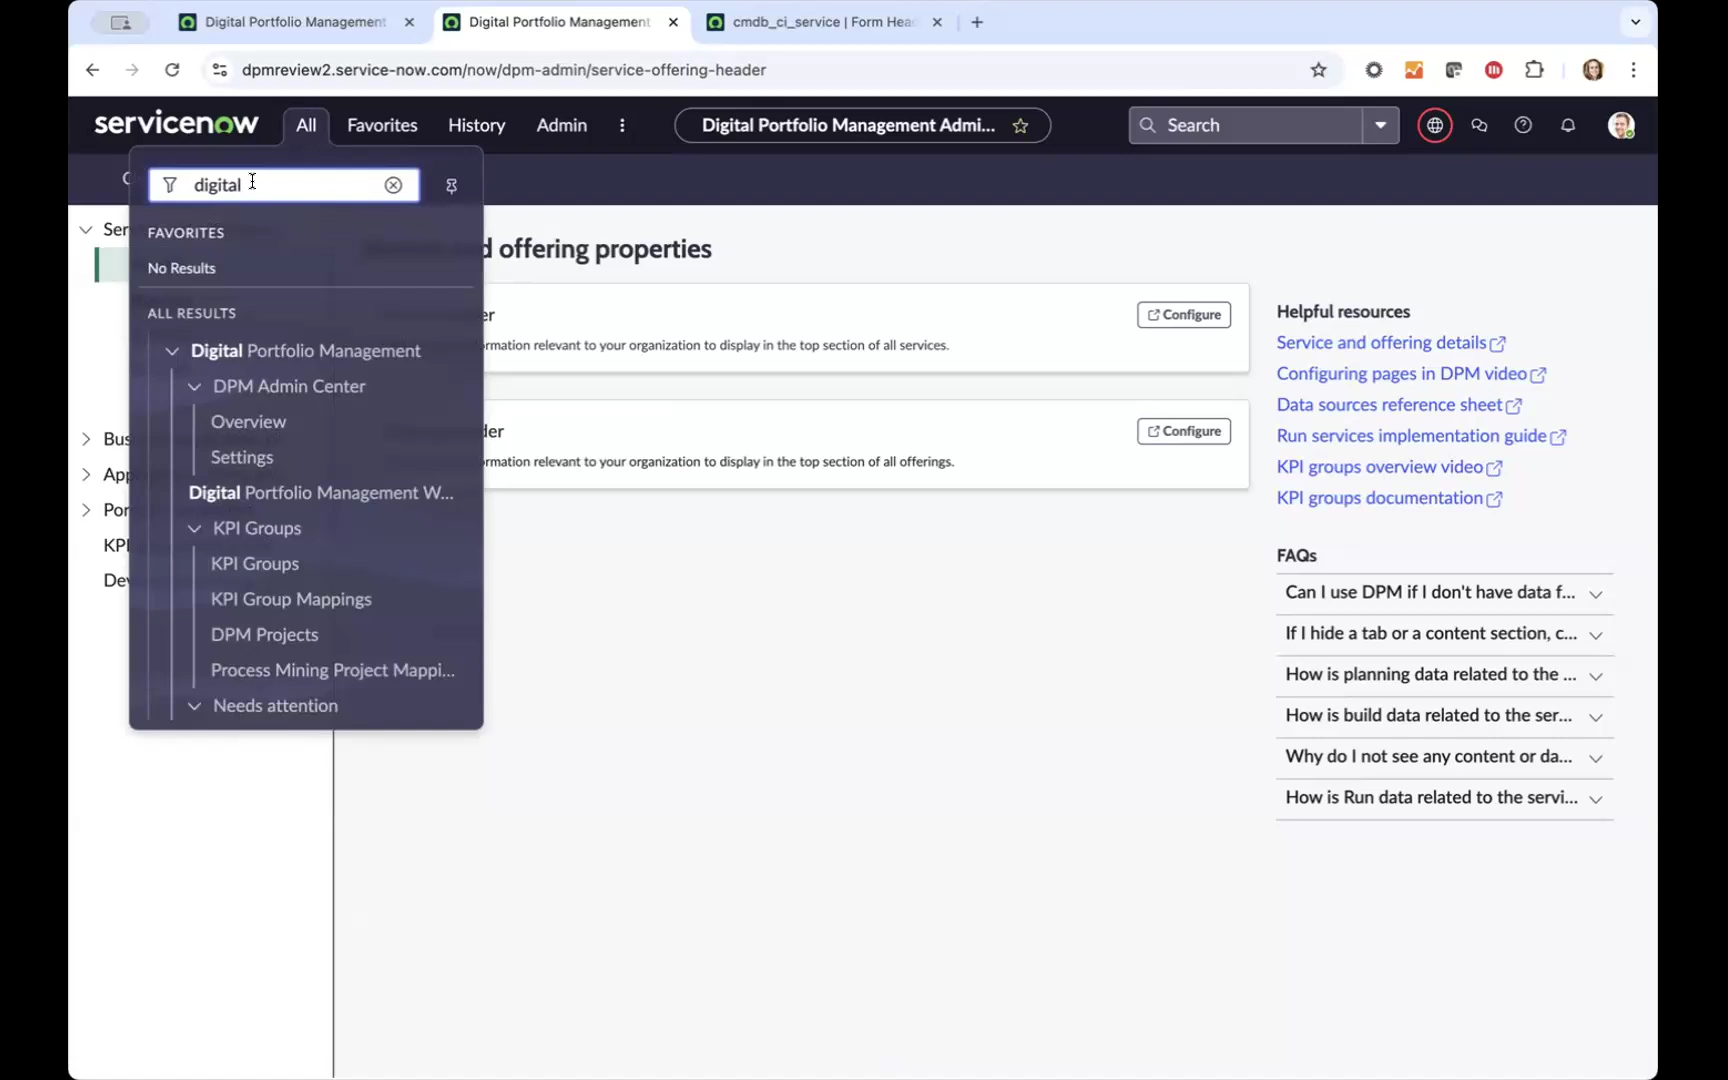 Digital Portfolio Management
Digital Portfolio Management
cmdb_ci_service | Form Hea
dpmreview2.service-now.com/now/dpm-admin/service-offering-header
servicenow
All
Favorites
History
Admin
Digital Portfolio Management Admi...
Search
digital
FAVORITES
No Results
ALL RESULTS
Digital Portfolio Management
DPM Admin Center
Overview
Settings
Digital Portfolio Management W...
KPI Groups
KPI Groups
KPI Group Mappings
DPM Projects
Process Mining Project Mappi...
Needs attention
Ser
Bus
App
Por
KPI
Dev
offering properties
Configure
rmation relevant to your organization to display in the top section of all services.
Configure
rmation relevant to your organization to display in the top section of all offerings.
Helpful resources
Service and offering details
Configuring pages in DPM video
Data sources reference sheet
Run services implementation guide
KPI groups overview video
KPI groups documentation
FAQs
Can I use DPM if I don't have data f...
If I hide a tab or a content section, c...
How is planning data related to the ...
How is build data related to the ser...
Why do I not see any content or da...
How is Run data related to the servi...